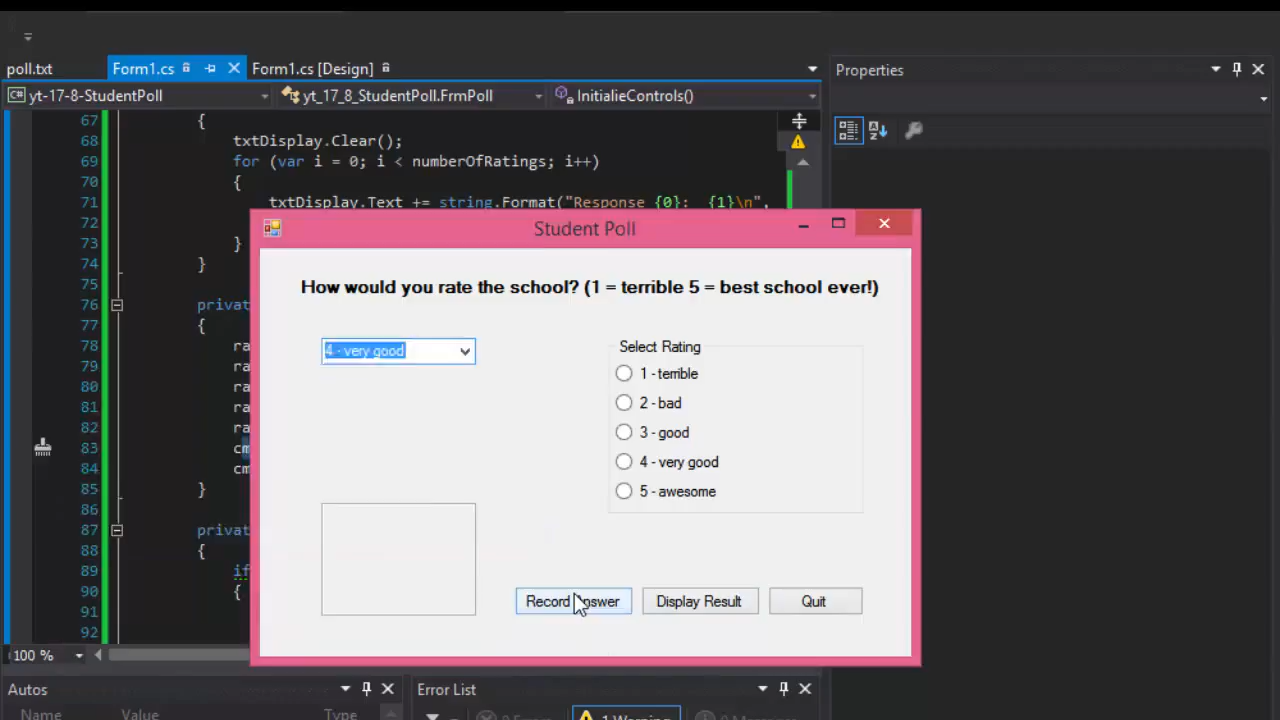 poll.txt Form1.cs Form1.cs [Design] Properties
yt-17-8-StudentPoll yt_17_8_StudentPoll.FrmPoll InitialieControls()
67 {
68 txtDisplay.Clear();
69 for (var i = 0; i < numberOfRatings; i++)
70 {
71 txtDisplay.Text += string.Format("Response {0}: {1}\n",
72
73 }
74 }
75
76 privat
77 {
78 ra
79 ra
80 ra
81 ra
82 ra
83 cm
84 cm
85 }
86
87 privat
88 {
89 if
90 {
91
92
Student Poll
How would you rate the school? (1 = terrible 5 = best school ever!)
4 - very good
Select Rating
1 - terrible
2 - bad
3 - good
4 - very good
5 - awesome
Record Answer Display Result Quit
100 %
Autos Error List
Name Value Type 0 Errors 1 Warning 0 Messages